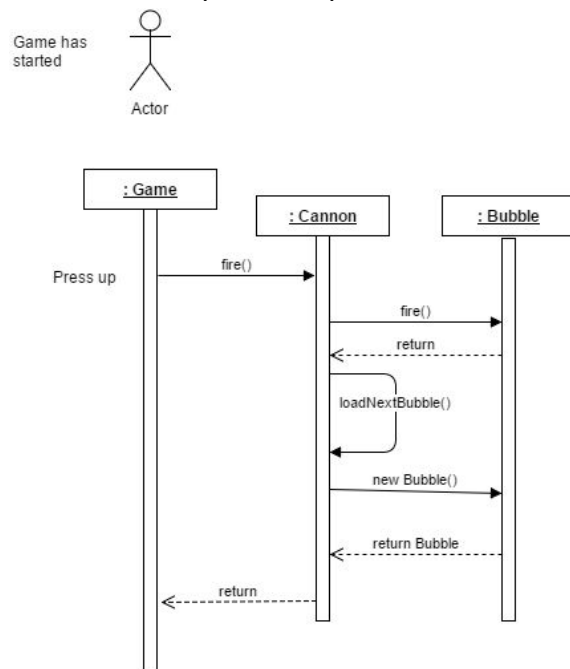 Game has
started
Actor
: Game
: Cannon
: Bubble
Press up
fire()
fire()
return
loadNextBubble()
new Bubble()
return Bubble
return